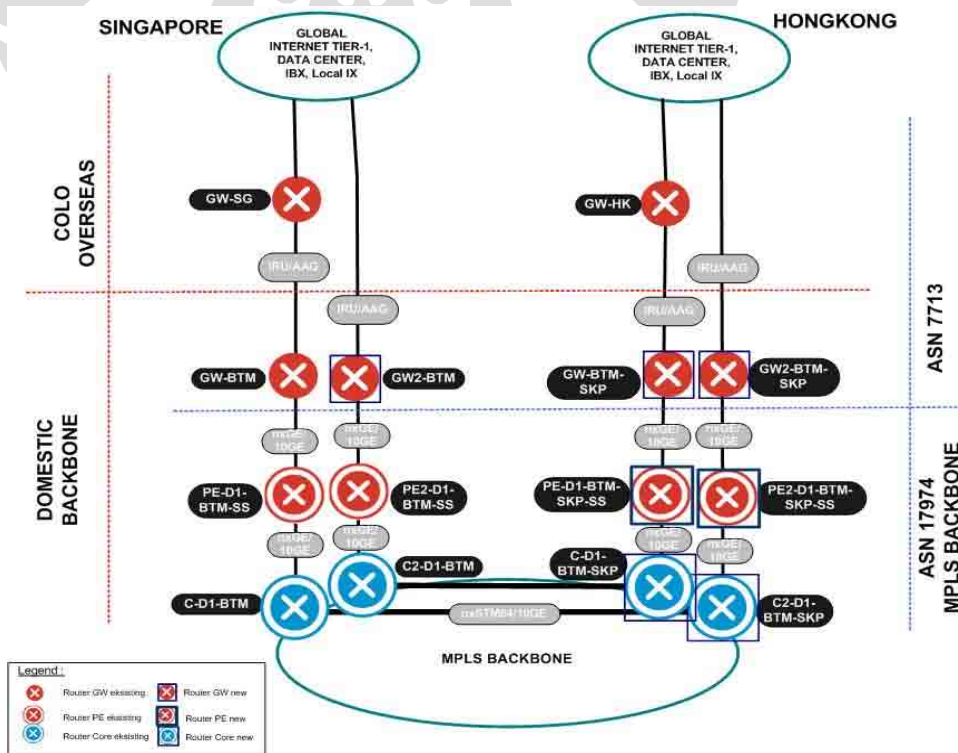 SINGAPORE
HONGKONG
GLOBAL
INTERNET TIER-1,
DATA CENTER,
IBX, Local IX
GLOBAL
INTERNET TIER-1,
DATA CENTER,
IBX, Local IX
COLO
OVERSEAS
GW-SG
GW-HK
IRU/AAG
IRU/AAG
IRU/AAG
IRU/AAG
ASN 7713
GW-BTM
GW2-BTM
GW-BTM-
SKP
GW2-BTM-
SKP
DOMESTIC
BACKBONE
nxGE/
10GE
nxGE/
10GE
nxGE/
10GE
nxGE/
10GE
PE-D1-
BTM-SS
PE2-D1-
BTM-SS
PE-D1-BTM-
SKP-SS
PE2-D1-BTM-
SKP-SS
ASN 17974
MPLS BACKBONE
nxGE/
10GE
nxGE/
10GE
nxGE/
10GE
nxGE/
10GE
C-D1-BTM
C2-D1-BTM
C-D1-
BTM-SKP
C2-D1-
BTM-SKP
nxSTM64/10GE
MPLS BACKBONE
Legend :
Router GW eksisting
Router GW new
Router PE eksisting
Router PE new
Router Core eksisting
Router Core new